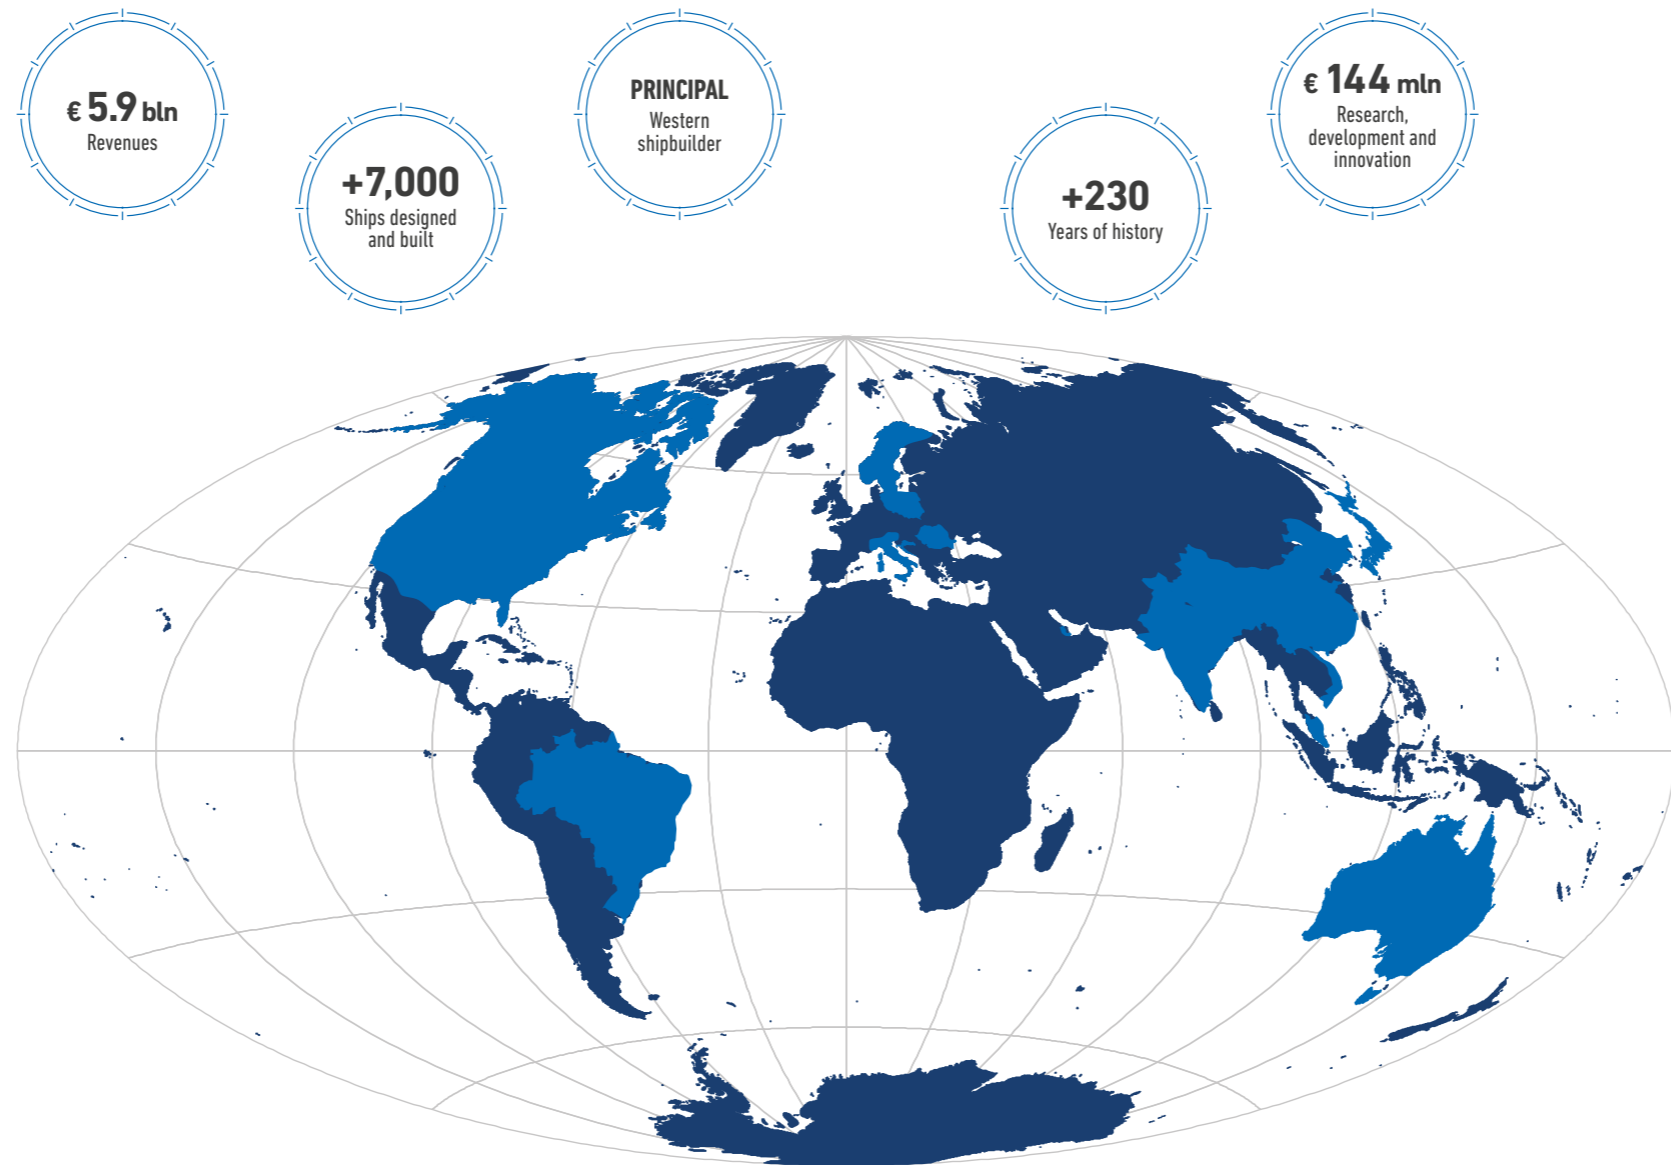 € 5.9 bln
Revenues
+7,000
Ships designed
and built
PRINCIPAL
Western
shipbuilder
+230
Years of history
€ 144 mln
Research,
development and
innovation